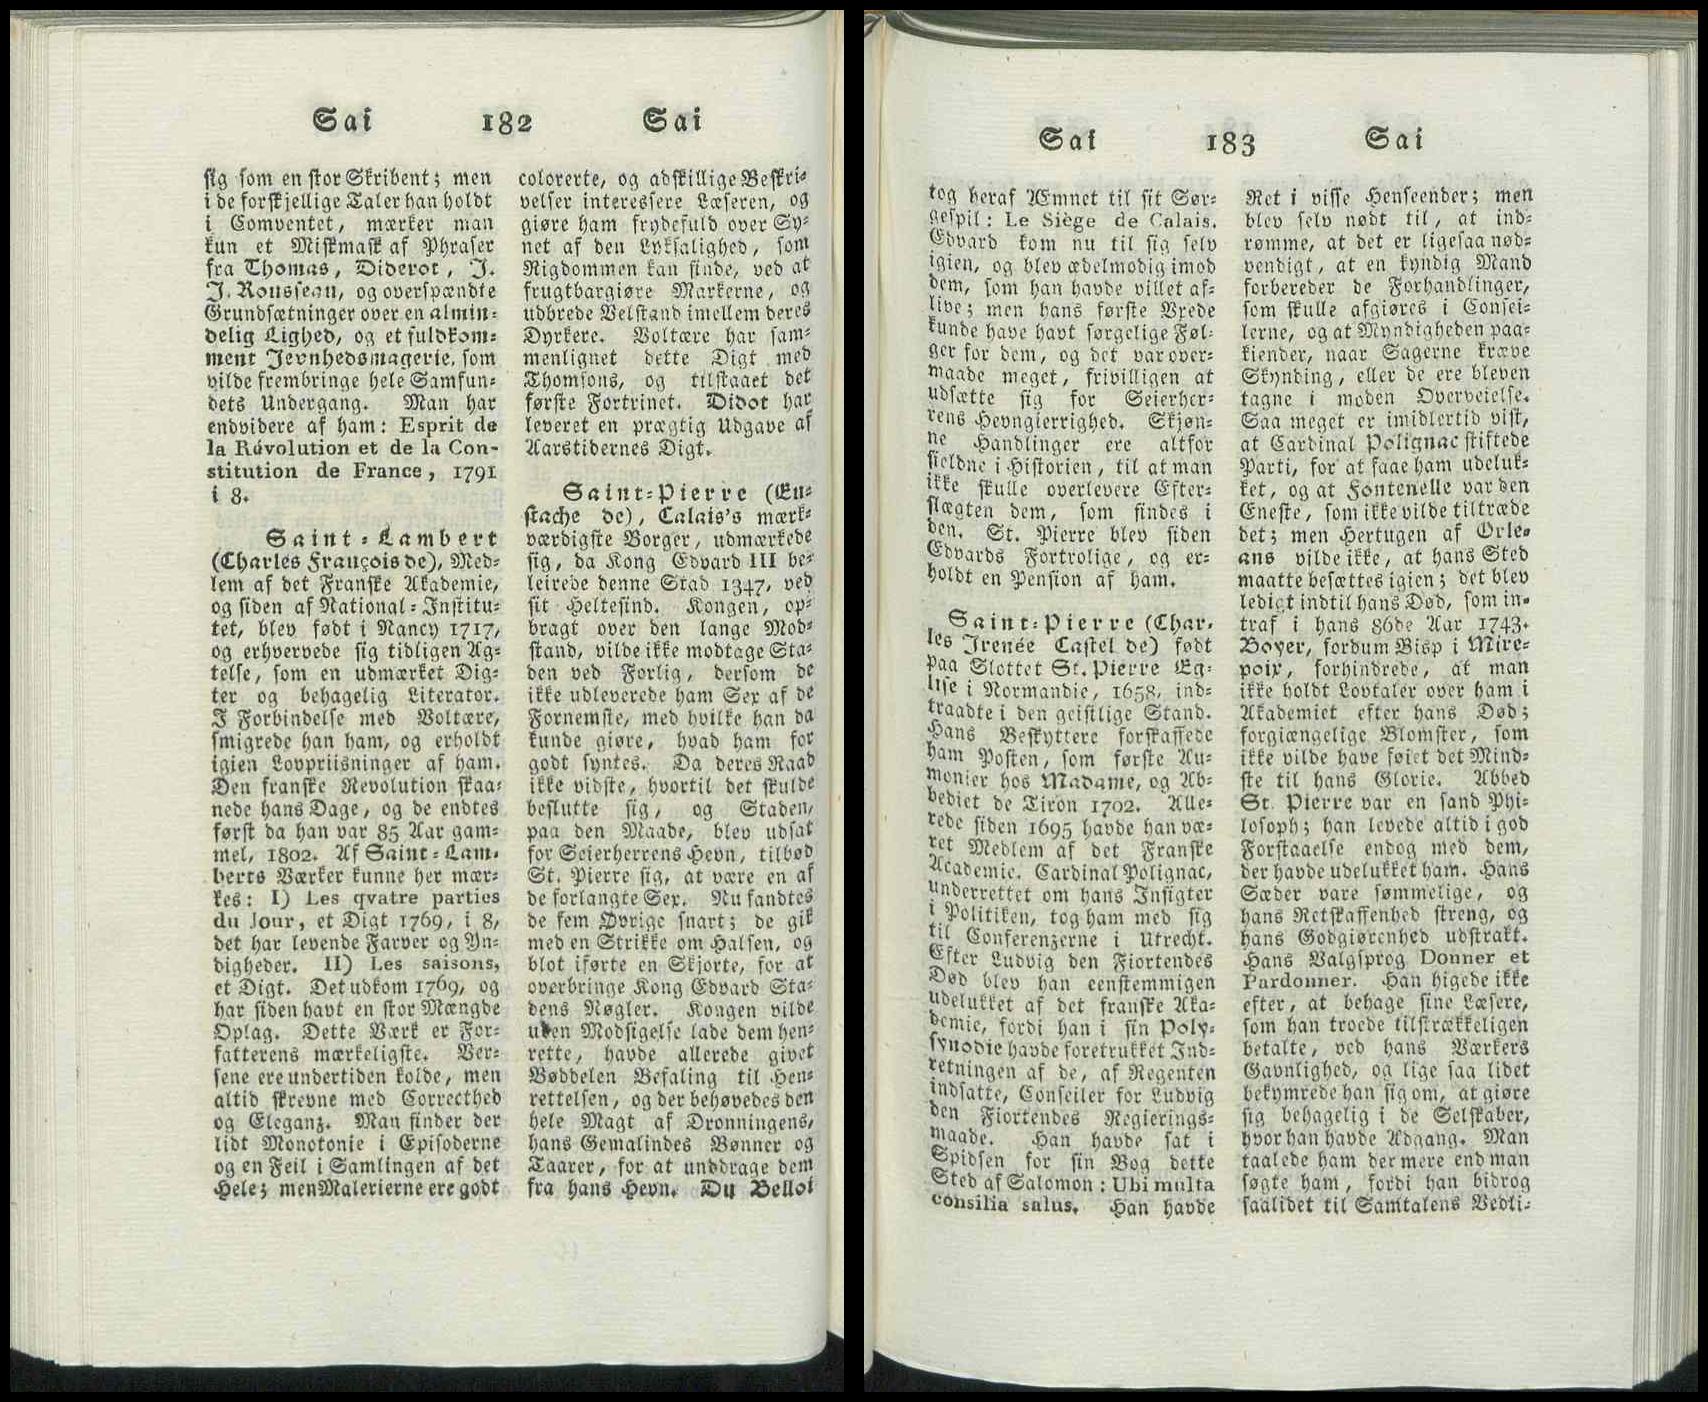 Sai 182 Sai
sig som en stor Skribent; men
i de forskjellige Taler han holdt
i Comventet, mærker man
kun et Miskmask af Phraser
fra Thomas, Diderot, J.
J. Rousseau, og overspændte
Grundsætninger over en almin-
delig Lighed, og et fuldkom-
ment Jevnhedsmagerie, som
vilde frembringe hele Samfun-
dets Undergang. Man har
endvidere af ham: Esprit de
la Révolution et de la Con-
stitution de France, 1791
i 8.
Saint-Lambert
(Charles François de), Med-
lem af det Franske Akademie,
og siden af National-Institu-
tet, blev født i Nancy 1717,
og erhvervede sig tidligen Ag-
telse, som en udmærket Dig-
ter og behagelig Literator.
I Forbindelse med Voltære,
smigrede han ham, og erholdt
igien Lovpriisninger af ham.
Den franske Revolution skaa-
nede hans Dage, og de endtes
først da han var 85 Aar gam-
mel, 1802. Af Saint-Lam-
berts Værker kunne her mær-
kes: I) Les qvatre parties
du Jour, et Digt 1769, i 8,
det har levende Farver og Yn-
digheder. II) Les saisons,
et Digt. Det udkom 1769, og
har siden havt en stor Mængde
Oplag. Dette Værk er For-
fatterens mærkeligste. Ver-
sene ere undertiden kolde, men
altid skrevne med Correcthed
og Eleganz. Man finder der
lidt Monotonie i Episoderne
og en Feil i Samlingen af det
Hele; men Malerierne ere godt
colorerte, og adskillige Beskri-
velser interessere Læseren, og
giøre ham frydefuld over Sy-
net af den Lyksalighed, som
Rigdommen kan finde, ved at
frugtbargiøre Markerne, og
udbrede Velstand imellem deres
Dyrkere. Voltære har sam-
menlignet dette Digt med
Thomsons, og tilstaaet det
første Fortrinet. Didot har
leveret en prægtig Udgave af
Aarstidernes Digt.
Saint-Pierre (Eu-
stache de), Calais's mærk-
værdigste Borger, udmærkede
sig, da Kong Edvard III be-
leirede denne Stad 1347, ved
sit Heltesind. Kongen, op-
bragt over den lange Mod-
stand, vilde ikke modtage Sta-
den ved Forlig, dersom de
ikke udleverede ham Sex af de
Fornemste, med hvilke han da
kunde giøre, hvad ham for
godt syntes. Da deres Raad
ikke vidste, hvortil det skulde
beslutte sig, og Staden,
paa den Maade, blev udsat
for Seierherrens Hevn, tilbød
St. Pierre sig, at være en af
de forlangte Sex. Nu fandtes
de fem Øvrige snart; de gik
med en Strikke om Halsen, og
blot iførte en Skjorte, for at
overbringe Kong Edvard Sta-
dens Nøgler. Kongen vilde
uden Modsigelse lade dem hen-
rette, havde allerede givet
Bøddelen Befaling til Hen-
rettelsen, og der behøvedes den
hele Magt af Dronningens,
hans Gemalindes Bønner og
Taarer, for at unddrage dem
fra hans Hevn. Du Belloi
Sai 183 Sai
tog heraf Æmnet til sit Sør-
gespil: Le Siège de Calais.
Edvard kom nu til sig selv
igien, og blev ædelmodig imod
dem, som han havde villet af-
live; men hans første Vrede
kunde have havt sørgelige Føl-
ger for dem, og det var over-
maade meget, frivilligen at
udsætte sig for Seierher-
rens Hevngierrighed. Skjøn-
ne Handlinger ere altfor
sieldne i Historien, til at man
ikke skulle overlevere Efter-
slægten dem, som findes i
den. St. Pierre blev siden
Edvards Fortrolige, og er-
holdt en Pension af ham.
Saint-Pierre (Char-
les Irenée Castel de) født
paa Slottet St. Pierre Eg-
lise i Normandie, 1658, ind-
traadte i den geistlige Stand.
Hans Beskyttere forskaffede
ham Posten, som første Au-
monier hos Madame, og Ab-
bediet de Tiron 1702. Alle-
rede siden 1695 havde han væ-
ret Medlem af det Franske
Academie. Cardinal Polignac,
underrettet om hans Insigter
i Politiken, tog ham med sig
til Conferenzerne i Utrecht.
Efter Ludvig den Fiortendes
Død blev han eenstemmigen
udelukket af det franske Aka-
demie, fordi han i sin Poly-
synodie havde foretrukket Ind-
retningen af de, af Regenten
indsatte, Conseiler for Ludvig
den Fiortendes Regierings-
maade. Han havde sat i
Spidsen for sin Bog dette
Sted af Salomon: Ubi multa
consilia salus. Han havde
Ret i visse Henseender; men
blev selv nødt til, at ind-
rømme, at det er ligesaa nød-
vendigt, at en kyndig Mand
forbereder de Forhandlinger,
som skulle afgiøres i Consei-
lerne, og at Myndigheden paa-
kiender, naar Sagerne kræve
Skynding, eller de ere bleven
tagne i moden Overveielse.
Saa meget er imidlertid vist,
at Cardinal Polignac stiftede
Parti, for at faae ham udeluk-
ket, og at Fontenelle var den
Eneste, som ikke vilde tiltræde
det; men Hertugen af Orle-
ans vilde ikke, at hans Sted
maatte besættes igien; det blev
ledigt indtil hans Død, som in-
traf i hans 86de Aar 1743.
Boyer, fordum Bisp i Mire-
poix, forhindrede, at man
ikke holdt Lovtaler over ham i
Akademiet efter hans Død;
forgiængelige Blomster, som
ikke vilde have føiet det Mind-
ste til hans Glorie. Abbed
St. Pierre var en sand Phi-
losoph; han levede altid i god
Forstaaelse endog med dem,
der havde udelukket ham. Hans
Sæder vare sømmelige, og
hans Retskaffenhed streng, og
hans Godgiørenhed udstrakt.
Hans Valgsprog Donner et
Pardonner. Han higede ikke
efter, at behage sine Læsere,
som han troede tilstrækkeligen
betalte, ved hans Værkers
Gavnlighed, og lige saa lidet
bekymrede han sig om, at giøre
sig behagelig i de Selskaber,
hvor han havde Adgang. Man
taalede ham der mere end man
søgte ham, fordi han bidrog
saalidet til Samtalens Vedli-